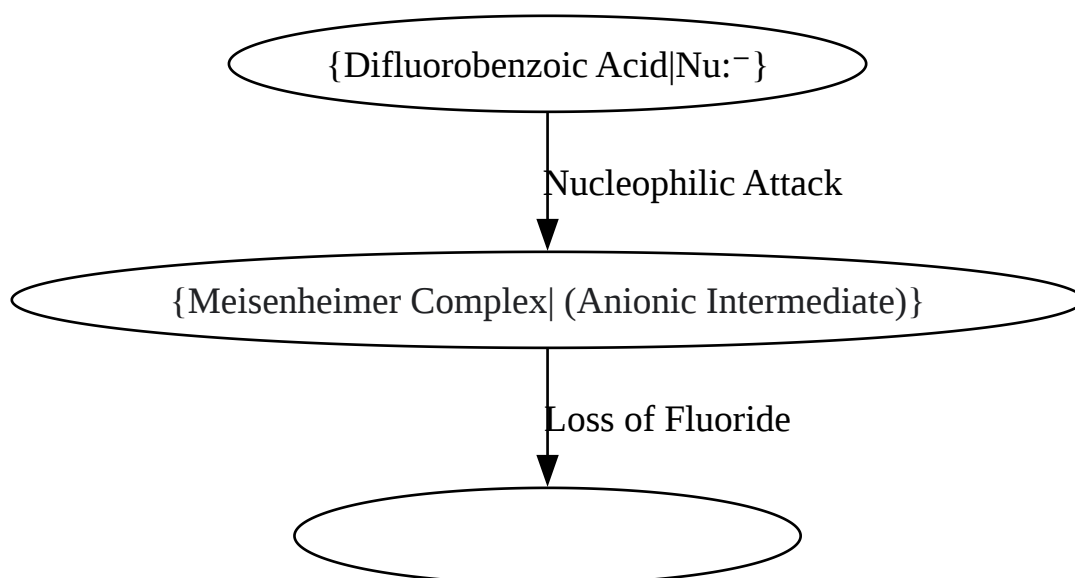 {Difluorobenzoic Acid|Nu:⁻}
Nucleophilic Attack
{Meisenheimer Complex| (Anionic Intermediate)}
Loss of Fluoride